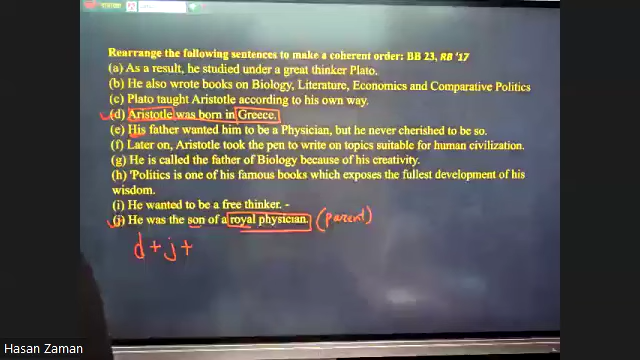 Rearrange the following sentences to make a coherent order: BB 23, RB '17
(a) As a result, he studied under a great thinker Plato.
(b) He also wrote books on Biology, Literature, Economics and Comparative Politics
(c) Plato taught Aristotle according to his own way.
(d) Aristotle was born in Greece.
(e) His father wanted him to be a Physician, but he never cherished to be so.
(f) Later on, Aristotle took the pen to write on topics suitable for human civilization.
(g) He is called the father of Biology because of his creativity.
(h) 'Politics is one of his famous books which exposes the fullest development of his
wisdom.
(i) He wanted to be a free thinker. -
(j) He was the son of a royal physician. (Parent)
d + j +
Hasan Zaman